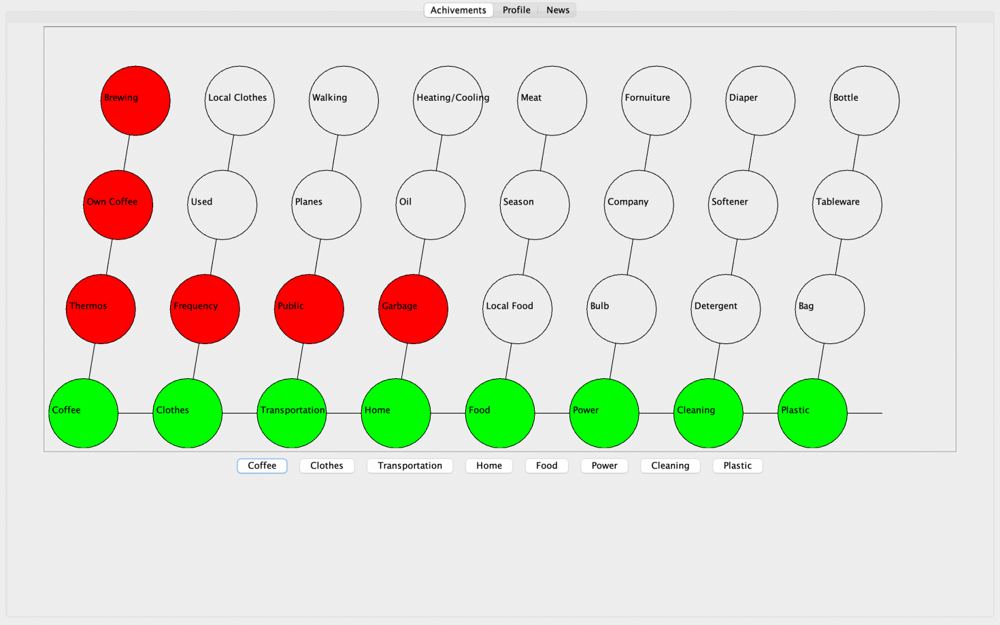 Achivements Profile News
Brewing Local Clothes Walking Heating/Cooling Meat Fornuiture Diaper Bottle
Own Coffee Used Planes Oil Season Company Softener Tableware
Thermos Frequency Public Garbage Local Food Bulb Detergent Bag
Coffee Clothes Transportation Home Food Power Cleaning Plastic
Coffee Clothes Transportation Home Food Power Cleaning Plastic